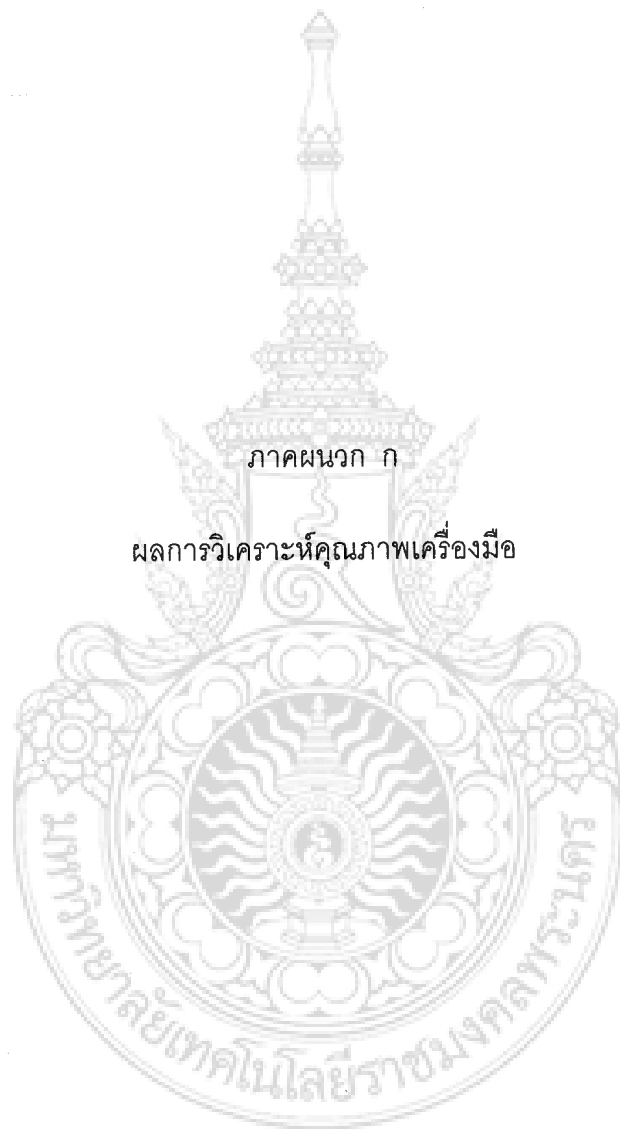 ภาคผนวก ก
ผลการวิเคราะห์คุณภาพเครื่องมือ
มหาวิทยาลัยเทคโนโลยีราชมงคลพระนคร